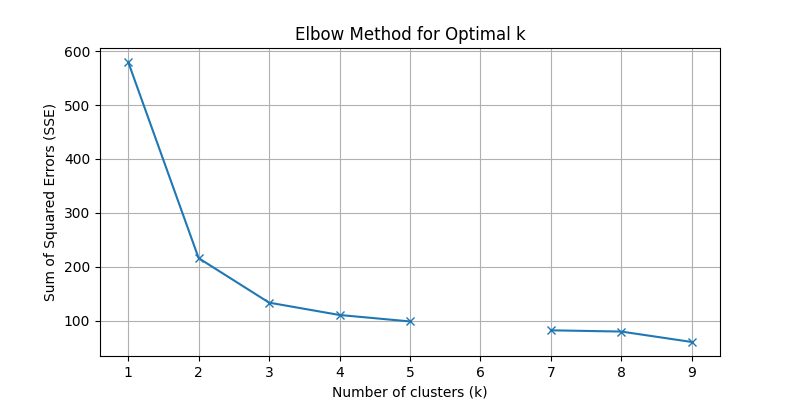 Elbow Method for Optimal k
Sum of Squared Errors (SSE)
600
500
400
300
200
100
1 2 3 4 5 6 7 8 9
Number of clusters (k)